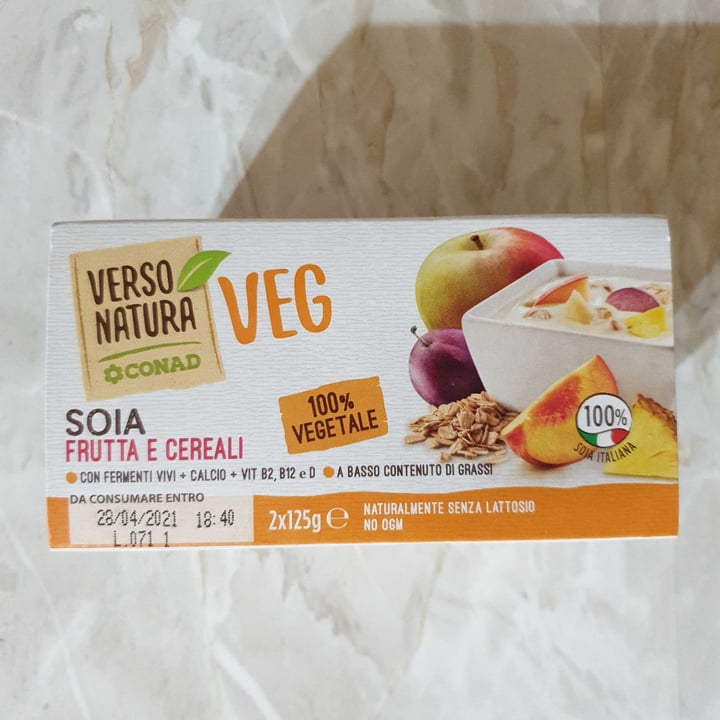 VERSO
NATURA
CONAD
VEG
100%
VEGETALE
SOIA
FRUTTA E CEREALI
CON FERMENTI VIVI + CALCIO + VIT B2, B12 e D
A BASSO CONTENUTO DI GRASSI
100%
SOIA ITALIANA
DA CONSUMARE ENTRO
28/04/2021 18:40
L.071 1
2x125g e
NATURALMENTE SENZA LATTOSIO
NO OGM